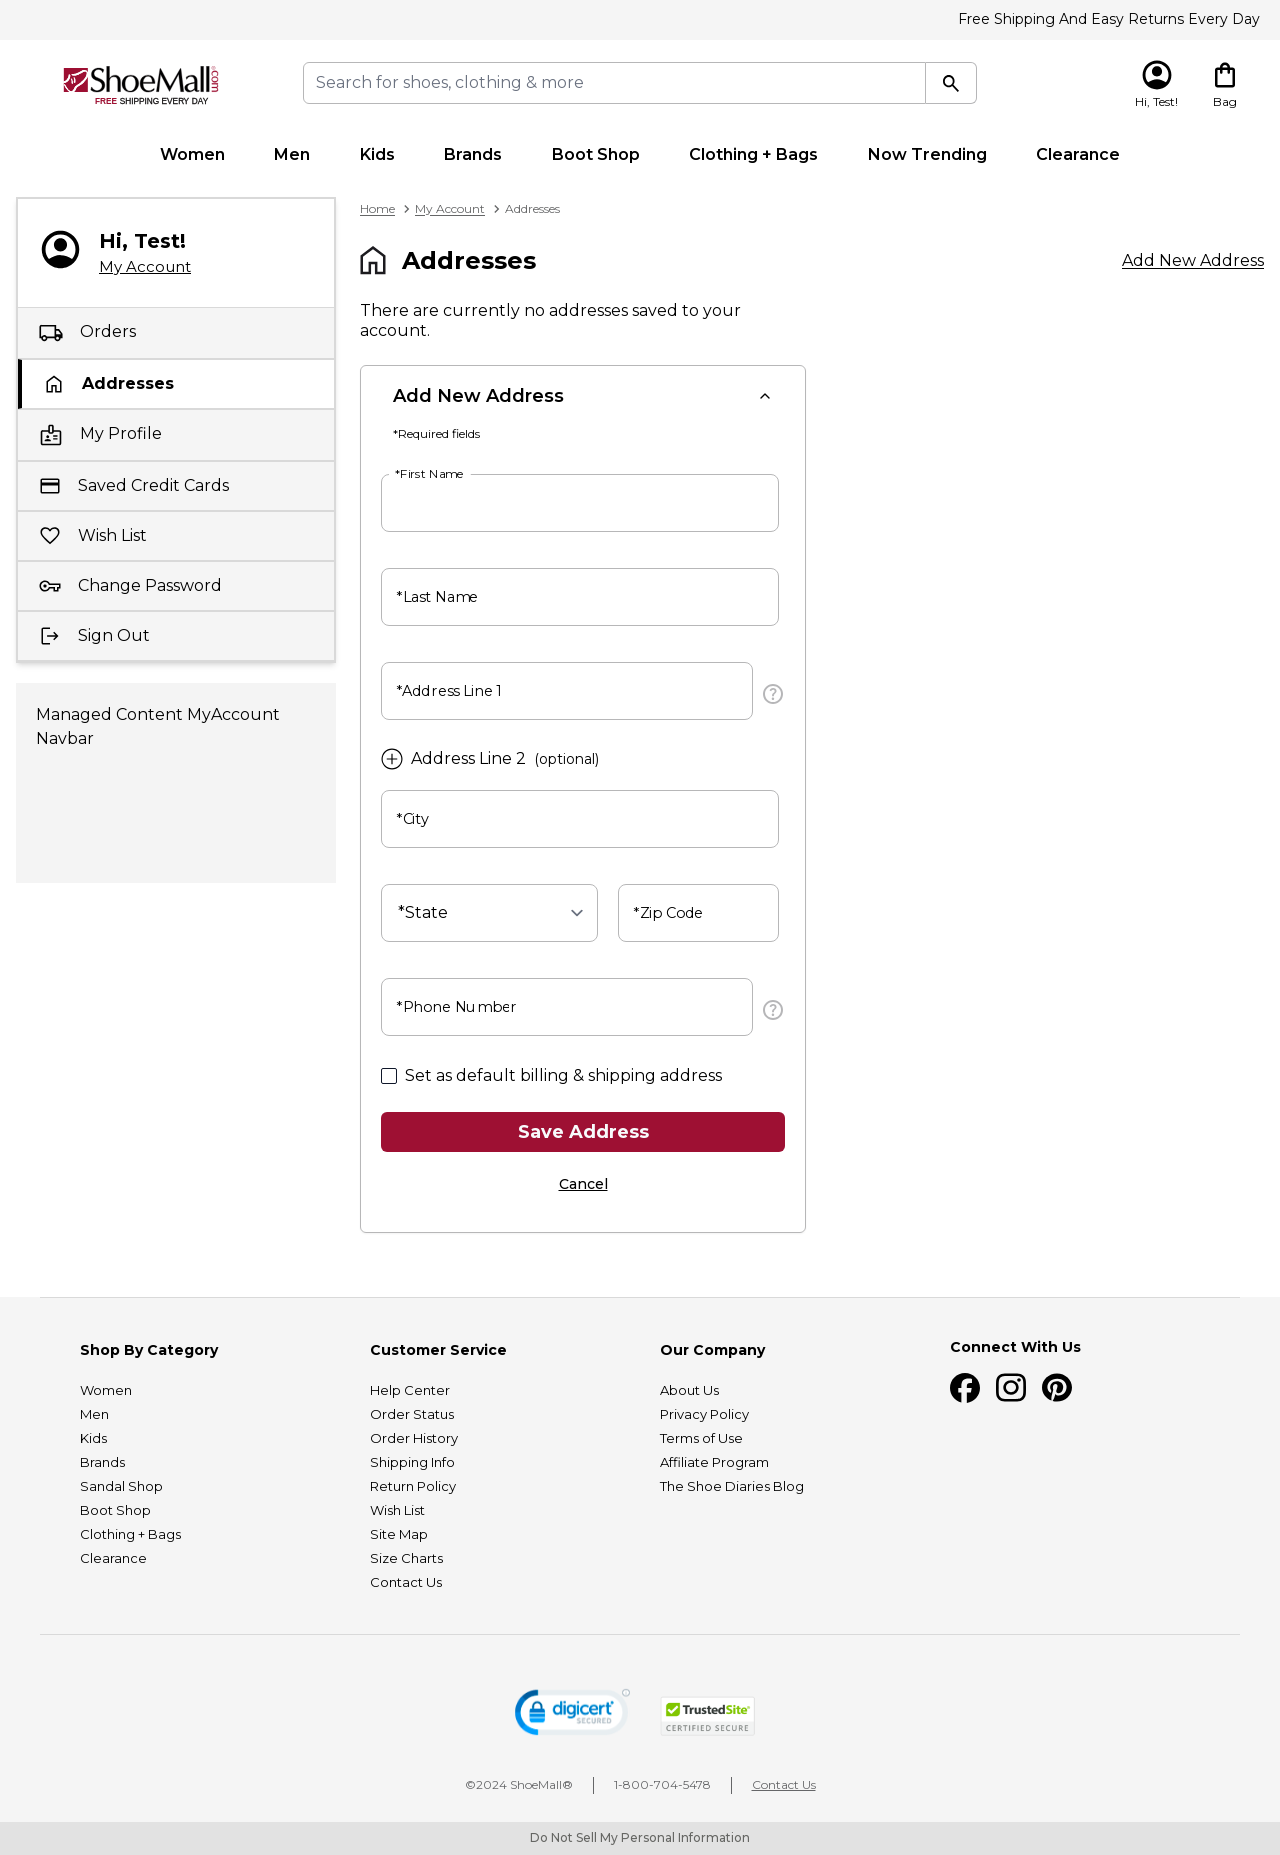 Free Shipping And Easy Returns Every Day
ShoeMall®.com
FREE SHIPPING EVERY DAY
Search for shoes, clothing & more
Hi, Test!
Bag
Women
Men
Kids
Brands
Boot Shop
Clothing + Bags
Now Trending
Clearance
Hi, Test!
My Account
Orders
Addresses
My Profile
Saved Credit Cards
Wish List
Change Password
Sign Out
Managed Content MyAccount
Navbar
Home > My Account > Addresses
Addresses
Add New Address
There are currently no addresses saved to your
account.
Add New Address
*Required fields
*First Name
*Last Name
*Address Line 1
Address Line 2 (optional)
*City
*State
*Zip Code
*Phone Number
Set as default billing & shipping address
Save Address
Cancel
Shop By Category
Women
Men
Kids
Brands
Sandal Shop
Boot Shop
Clothing + Bags
Clearance
Customer Service
Help Center
Order Status
Order History
Shipping Info
Return Policy
Wish List
Site Map
Size Charts
Contact Us
Our Company
About Us
Privacy Policy
Terms of Use
Affiliate Program
The Shoe Diaries Blog
Connect With Us
digicert
SECURED
TrustedSite
CERTIFIED SECURE
©2024 ShoeMall®
1-800-704-5478
Contact Us
Do Not Sell My Personal Information